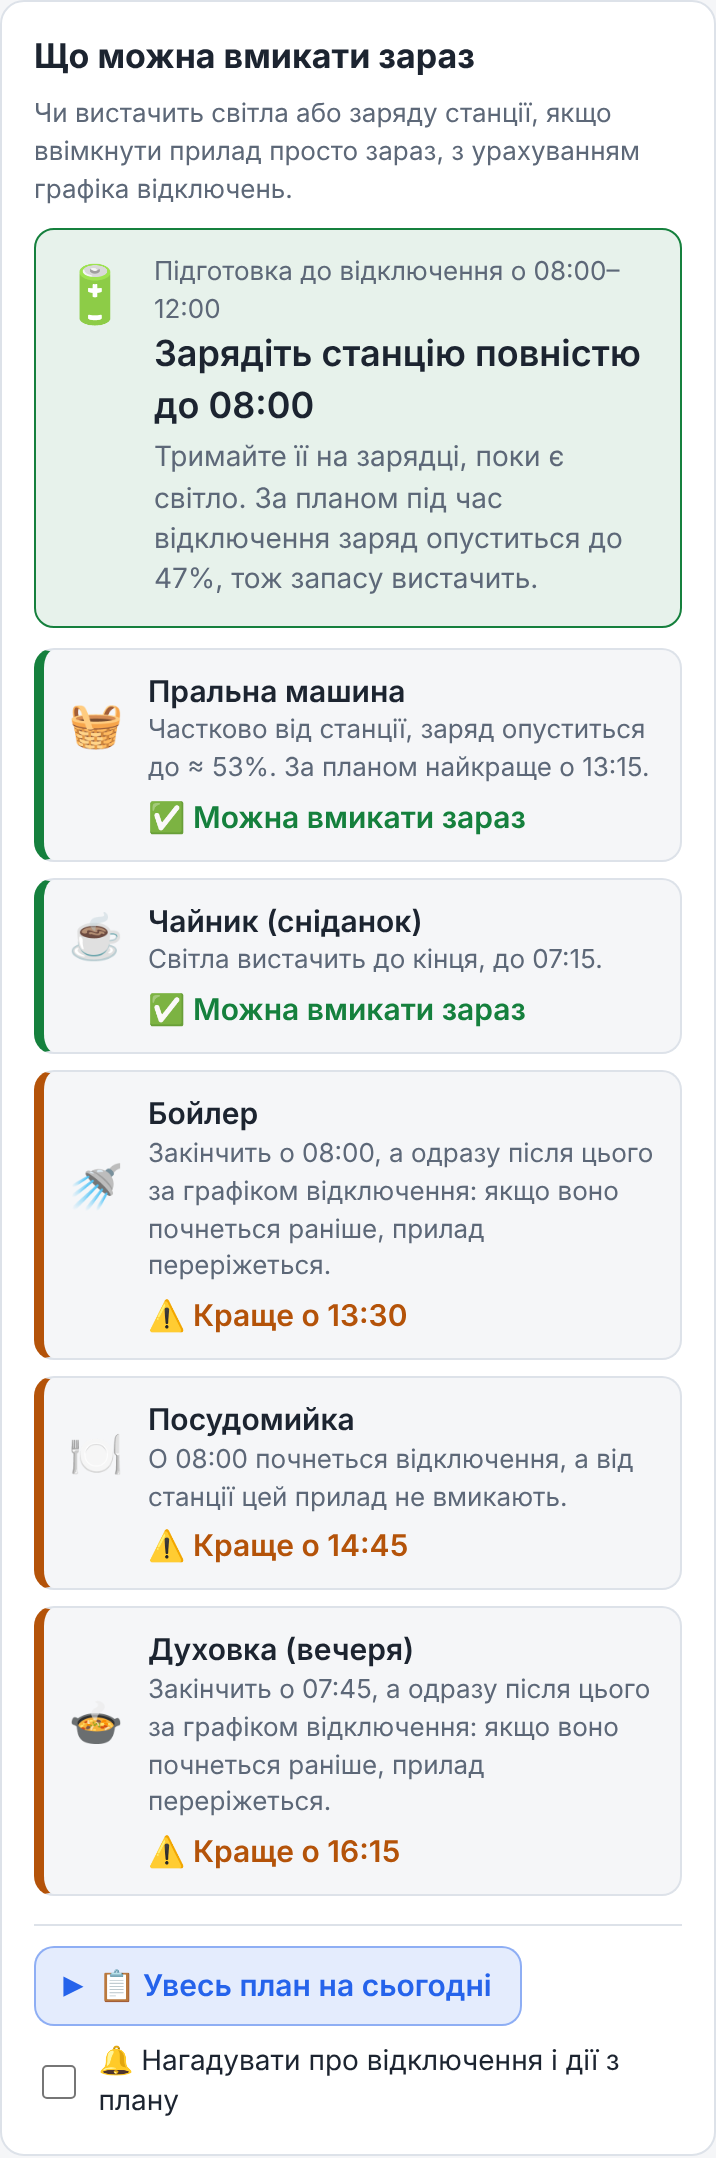 Що можна вмикати зараз
Чи вистачить світла або заряду станції, якщо
ввімкнути прилад просто зараз, з урахуванням
графіка відключень.
Підготовка до відключення о 08:00–
12:00
Зарядіть станцію повністю
до 08:00
Тримайте її на зарядці, поки є
світло. За планом під час
відключення заряд опуститься до
47%, тож запасу вистачить.
Пральна машина
Частково від станції, заряд опуститься
до ≈ 53%. За планом найкраще о 13:15.
✅ Можна вмикати зараз
Чайник (сніданок)
Світла вистачить до кінця, до 07:15.
✅ Можна вмикати зараз
Бойлер
Закінчить о 08:00, а одразу після цього
за графіком відключення: якщо воно
почнеться раніше, прилад
переріжеться.
⚠️ Краще о 13:30
Посудомийка
О 08:00 почнеться відключення, а від
станції цей прилад не вмикають.
⚠️ Краще о 14:45
Духовка (вечеря)
Закінчить о 07:45, а одразу після цього
за графіком відключення: якщо воно
почнеться раніше, прилад
переріжеться.
⚠️ Краще о 16:15
▶ 📋 Увесь план на сьогодні
🔔 Нагадувати про відключення і дії з
плану